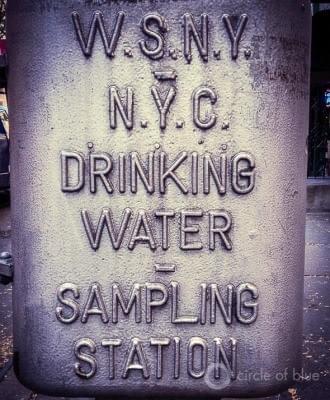 W.S.N.Y.
-
N.Y.C.
DRINKING
WATER
-
SAMPLING
STATION
circle of blue